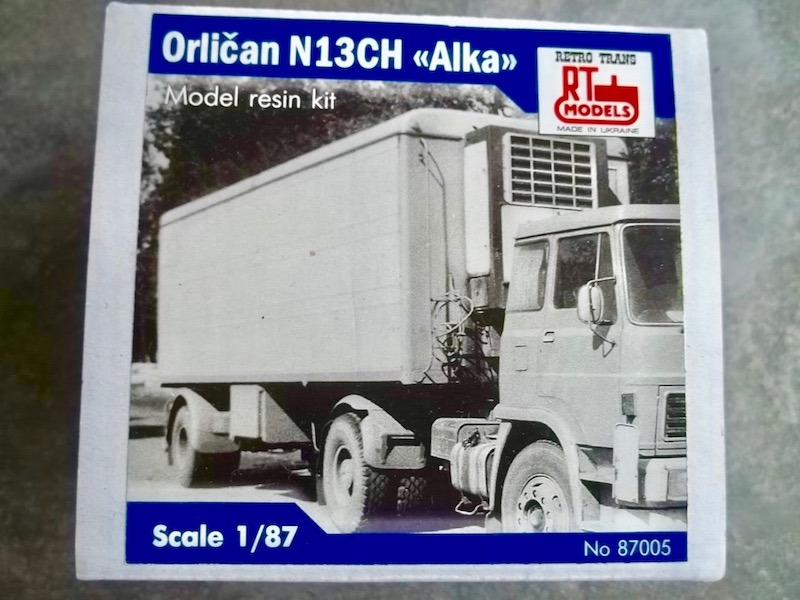 Orličan N13CH «Alka»
Model resin kit
RETRO TRANS
RT
MODELS
MADE IN UKRAINE
Scale 1/87
No 87005